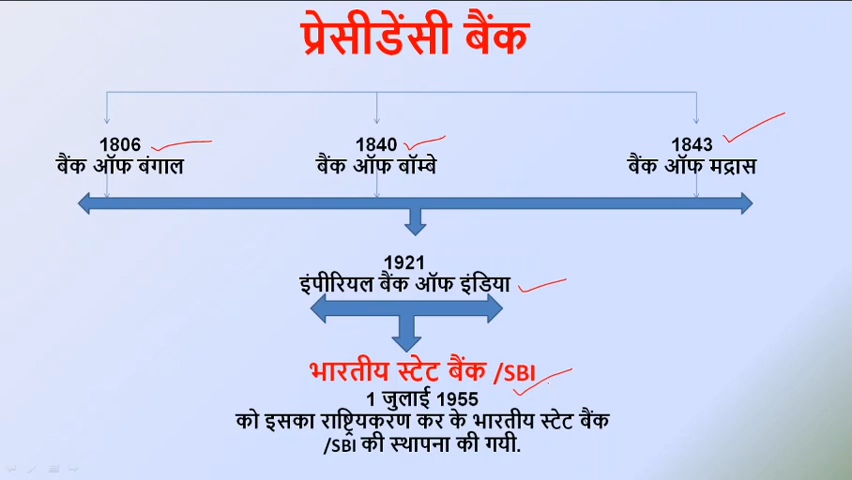 प्रेसीडेंसी बैंक
1806
बैंक ऑफ बंगाल
1840
बैंक ऑफ बॉम्बे
1843
बैंक ऑफ मद्रास
1921
इंपीरियल बैंक ऑफ इंडिया
भारतीय स्टेट बैंक /SBI
1 जुलाई 1955
को इसका राष्ट्रियकरण कर के भारतीय स्टेट बैंक
/SBI की स्थापना की गयी.